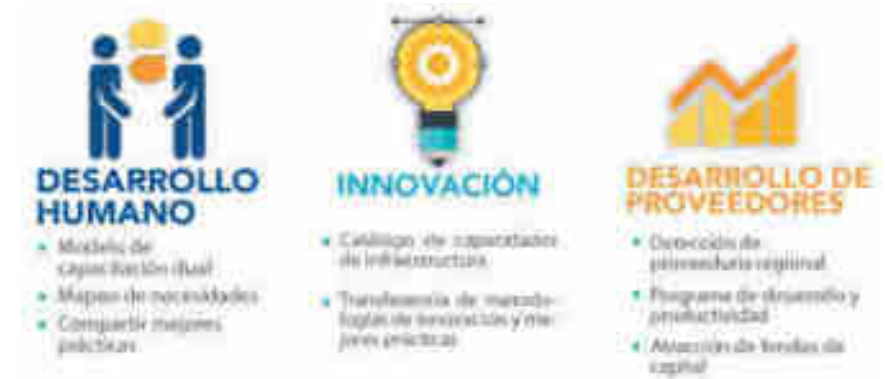 DESARROLLO
HUMANO
• Modelo de
capacitación dual
• Mapeo de necesidades
• Compartir mejores
prácticas
INNOVACIÓN
• Catálogo de capacidades
de infraestructura
• Transferencia de metodo-
logías de innovación y me-
jores prácticas
DESARROLLO DE
PROVEEDORES
• Detección de
proveeduría regional
• Programa de desarrollo y
productividad
• Atracción de fondos de
capital